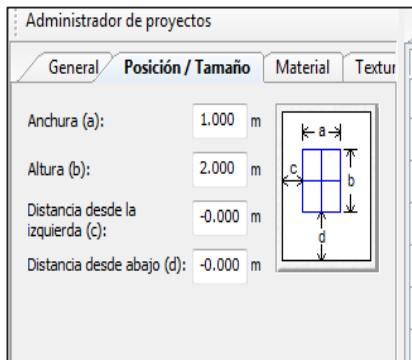 Administrador de proyectos
General Posición / Tamaño Material Textur
Anchura (a): 1.000 m
Altura (b): 2.000 m
Distancia desde la
izquierda (c): -0.000 m
Distancia desde abajo (d): -0.000 m
a
c b
d